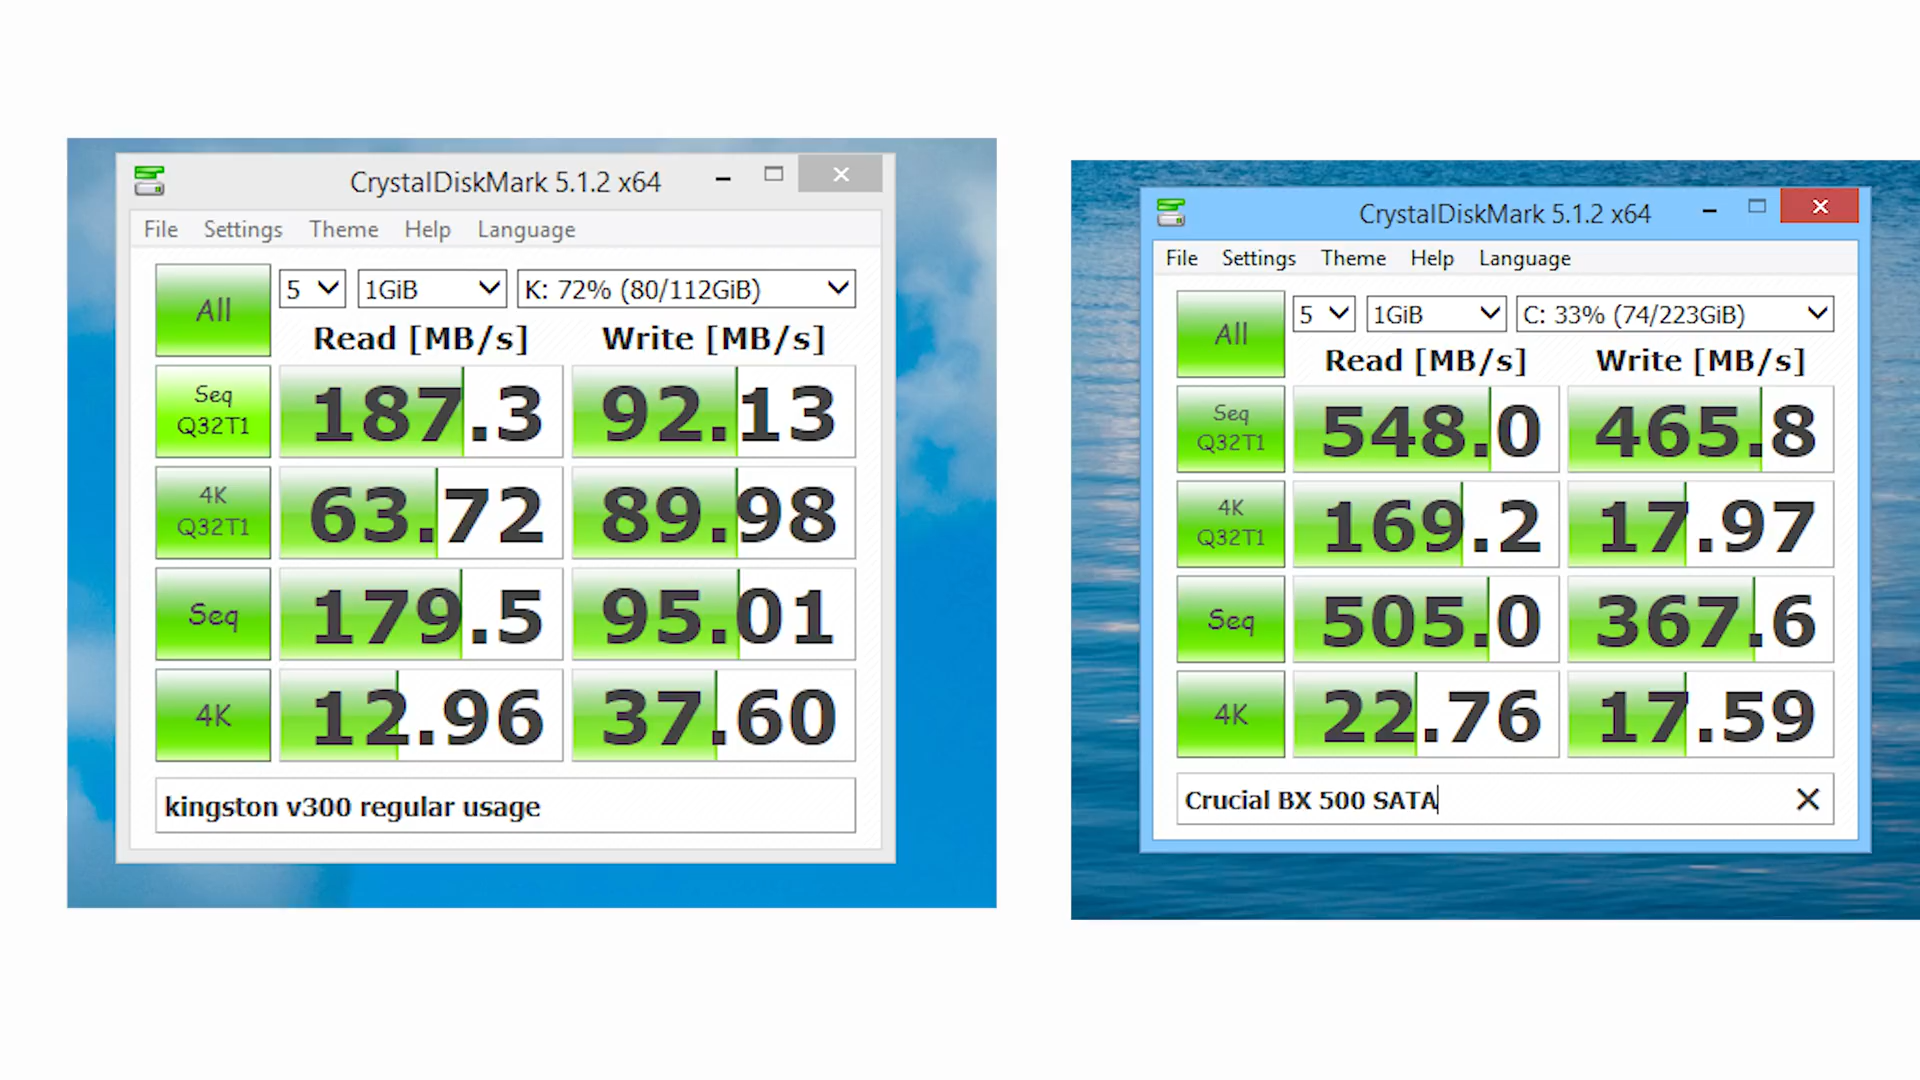 CrystalDiskMark 5.1.2 x64
File Settings Theme Help Language
All 5 1GiB K: 72% (80/112GiB)
Read [MB/s] Write [MB/s]
Seq Q32T1 187.3 92.13
4K Q32T1 63.72 89.98
Seq 179.5 95.01
4K 12.96 37.60
kingston v300 regular usage
CrystalDiskMark 5.1.2 x64
File Settings Theme Help Language
All 5 1GiB C: 33% (74/223GiB)
Read [MB/s] Write [MB/s]
Seq Q32T1 548.0 465.8
4K Q32T1 169.2 17.97
Seq 505.0 367.6
4K 22.76 17.59
Crucial BX 500 SATA